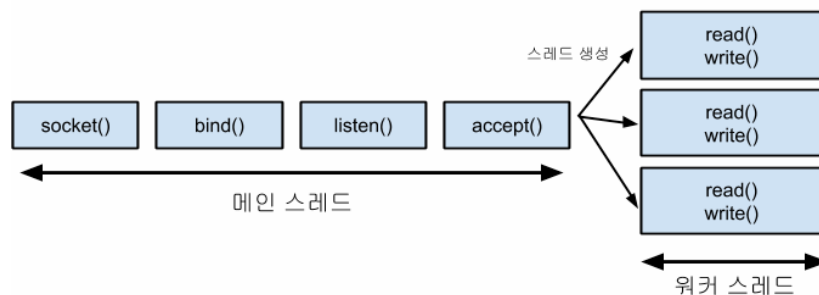 socket()
bind()
listen()
accept()
메인 스레드
스레드 생성
read()
write()
read()
write()
read()
write()
워커 스레드